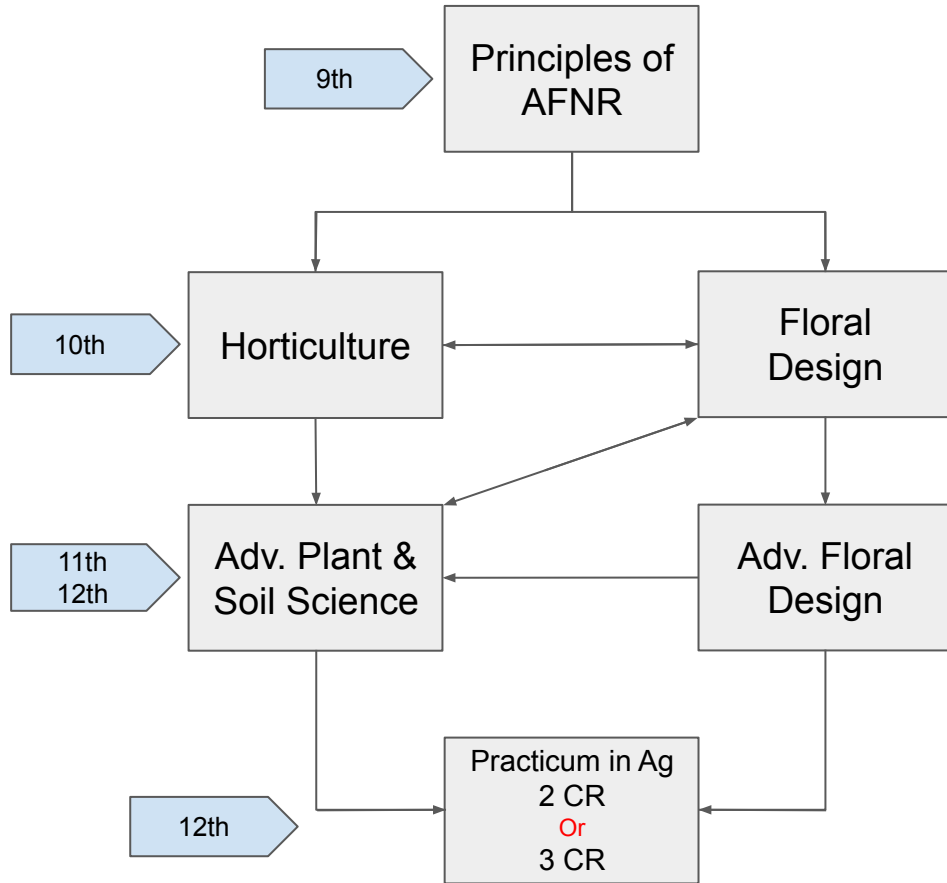 9th
Principles of
AFNR
10th
Horticulture
Floral
Design
11th
12th
Adv. Plant &
Soil Science
Adv. Floral
Design
12th
Practicum in Ag
2 CR
Or
3 CR